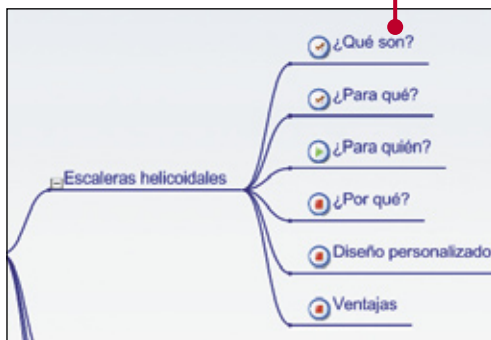 ¿Qué son?
¿Para qué?
¿Para quién?
Escaleras helicoidales
¿Por qué?
Diseño personalizado
Ventajas